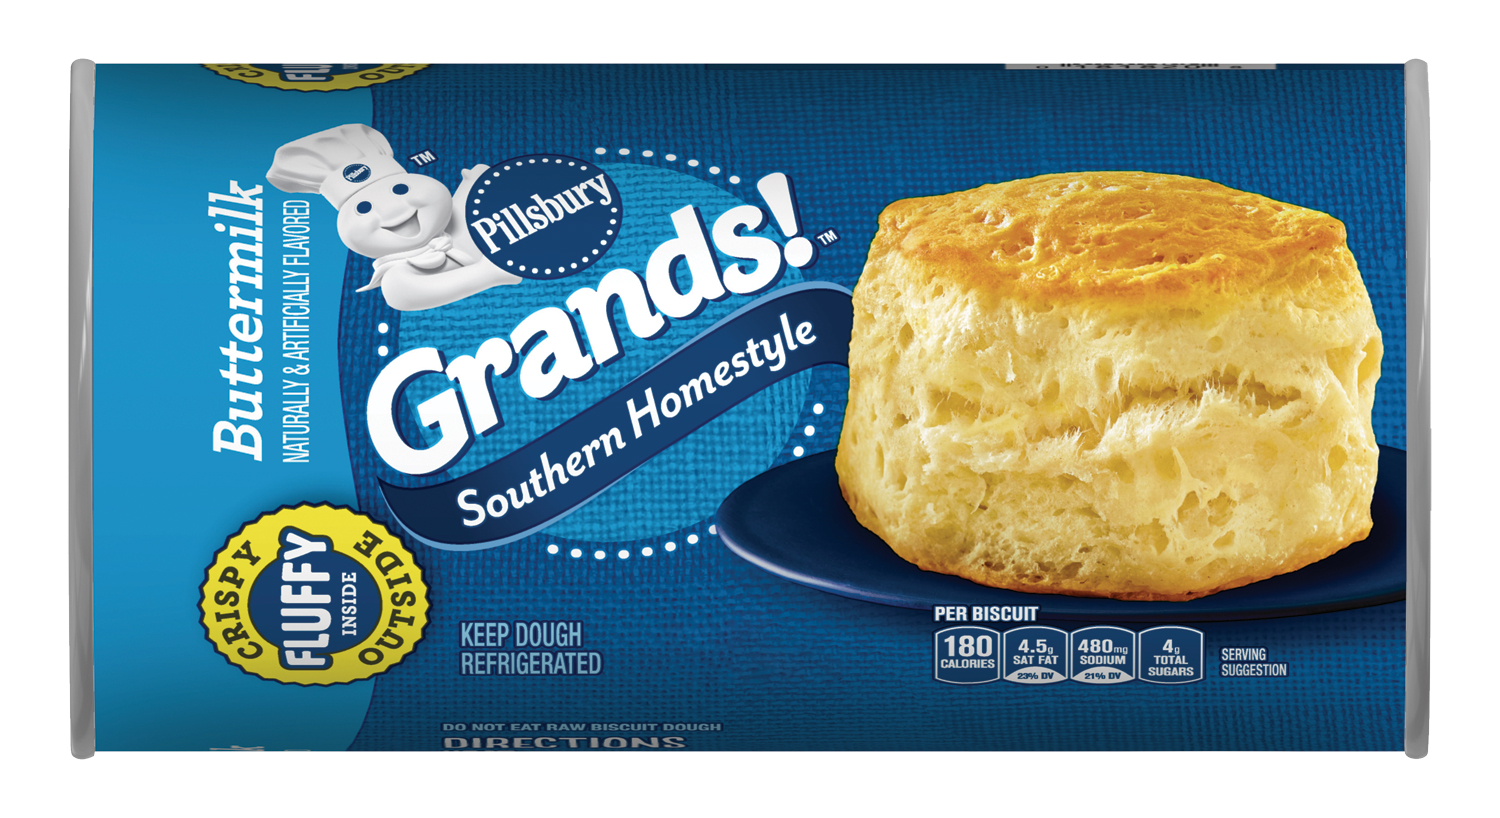 Pillsbury
™
Pillsbury
Grands!™
Southern Homestyle
Buttermilk
NATURALLY & ARTIFICIALLY FLAVORED
CRISPY
FLUFFY
INSIDE
OUTSIDE
KEEP DOUGH
REFRIGERATED
PER BISCUIT
180
CALORIES
4.5g
SAT FAT
23% DV
480mg
SODIUM
21% DV
4g
TOTAL
SUGARS
SERVING
SUGGESTION
DO NOT EAT RAW BISCUIT DOUGH
DIRECTIONS